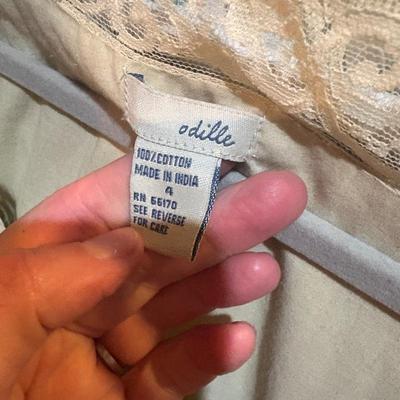 odille
100% COTTON
MADE IN INDIA
4
RN 66170
SEE REVERSE
FOR CARE